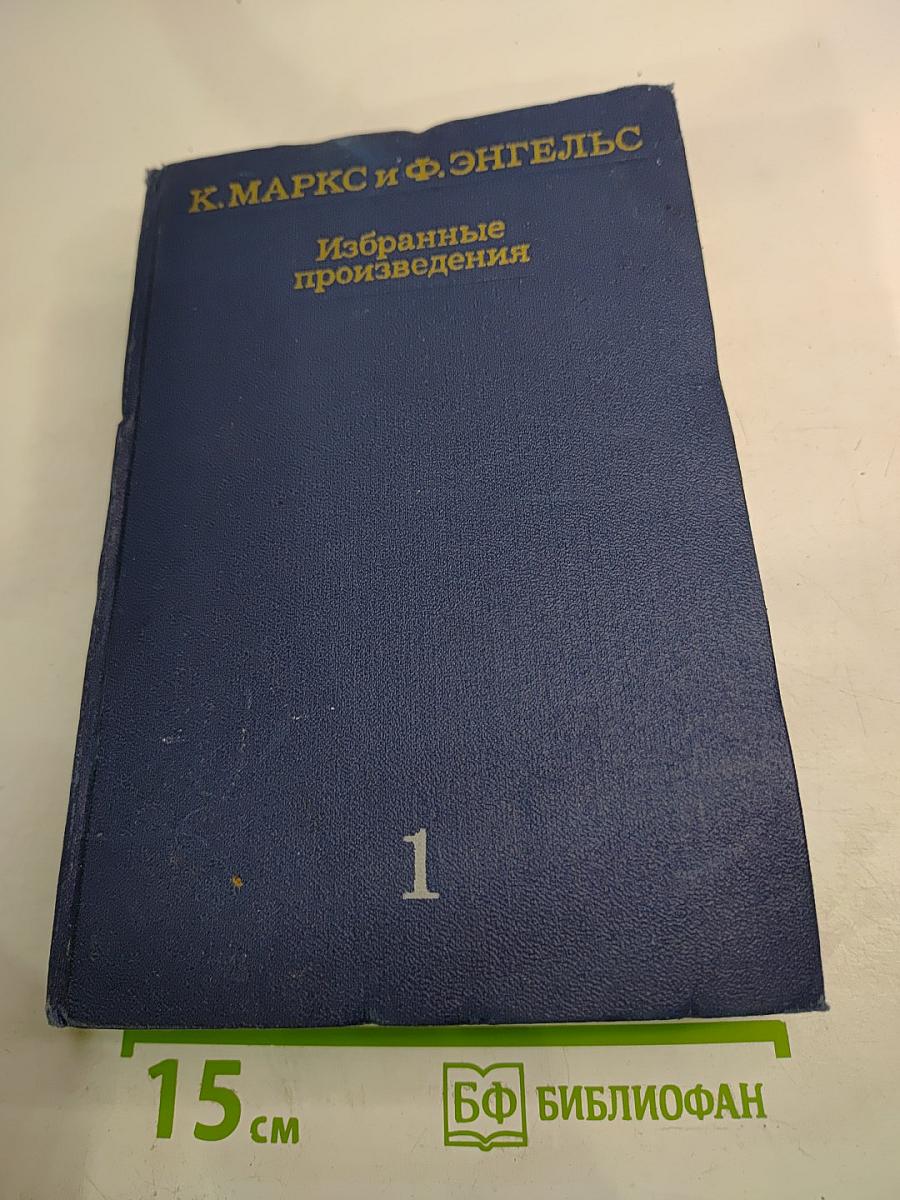 К. МАРКС и Ф. ЭНГЕЛЬС
Избранные
произведения
1
15 см
БФ БИБЛИОФАН